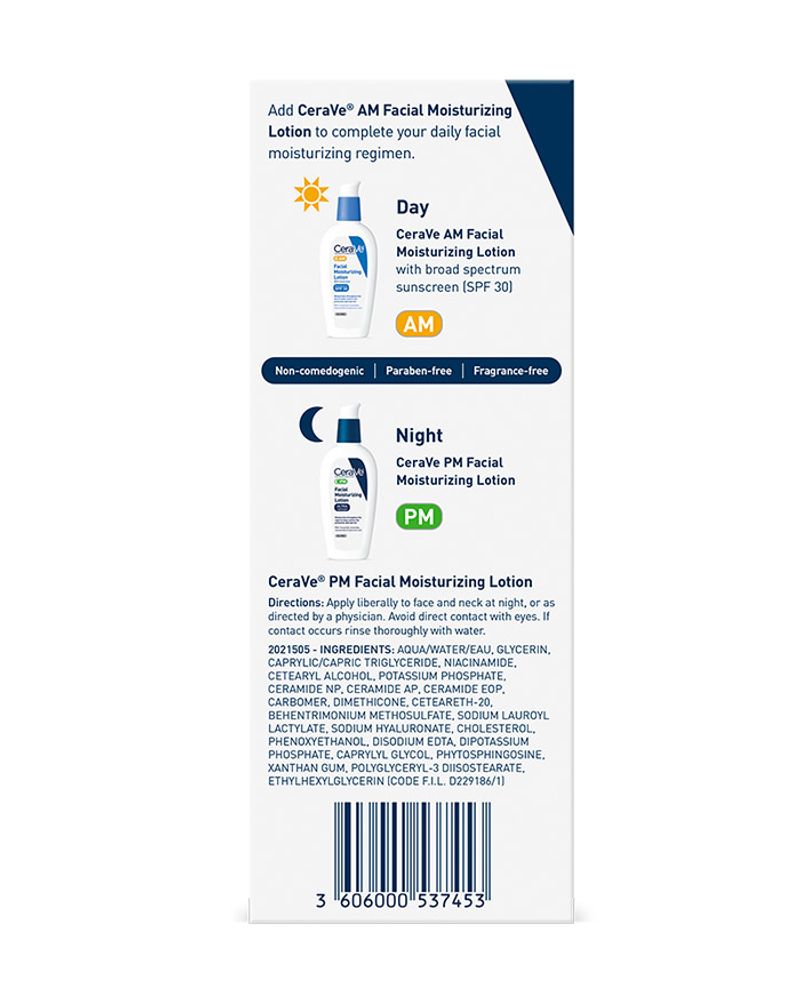 Add CeraVe® AM Facial Moisturizing
Lotion to complete your daily facial
moisturizing regimen.
Day
CeraVe AM Facial
Moisturizing Lotion
with broad spectrum
sunscreen (SPF 30)
AM
CeraVe
AM
Facial
Moisturizing
Lotion
SPF 30
Non-comedogenic | Paraben-free | Fragrance-free
Night
CeraVe PM Facial
Moisturizing Lotion
PM
CeraVe
PM
Facial
Moisturizing
Lotion
ULTRA
CeraVe® PM Facial Moisturizing Lotion
Directions: Apply liberally to face and neck at night, or as
directed by a physician. Avoid direct contact with eyes. If
contact occurs rinse thoroughly with water.
2021505 - INGREDIENTS: AQUA/WATER/EAU, GLYCERIN,
CAPRYLIC/CAPRIC TRIGLYCERIDE, NIACINAMIDE,
CETEARYL ALCOHOL, POTASSIUM PHOSPHATE,
CERAMIDE NP, CERAMIDE AP, CERAMIDE EOP,
CARBOMER, DIMETHICONE, CETEARETH-20,
BEHENTRIMONIUM METHOSULFATE, SODIUM LAUROYL
LACTYLATE, SODIUM HYALURONATE, CHOLESTEROL,
PHENOXYETHANOL, DISODIUM EDTA, DIPOTASSIUM
PHOSPHATE, CAPRYLYL GLYCOL, PHYTOSPHINGOSINE,
XANTHAN GUM, POLYGLYCERYL-3 DIISOSTEARATE,
ETHYLHEXYLGLYCERIN (CODE F.I.L. D229186/1)
3 606000 537453